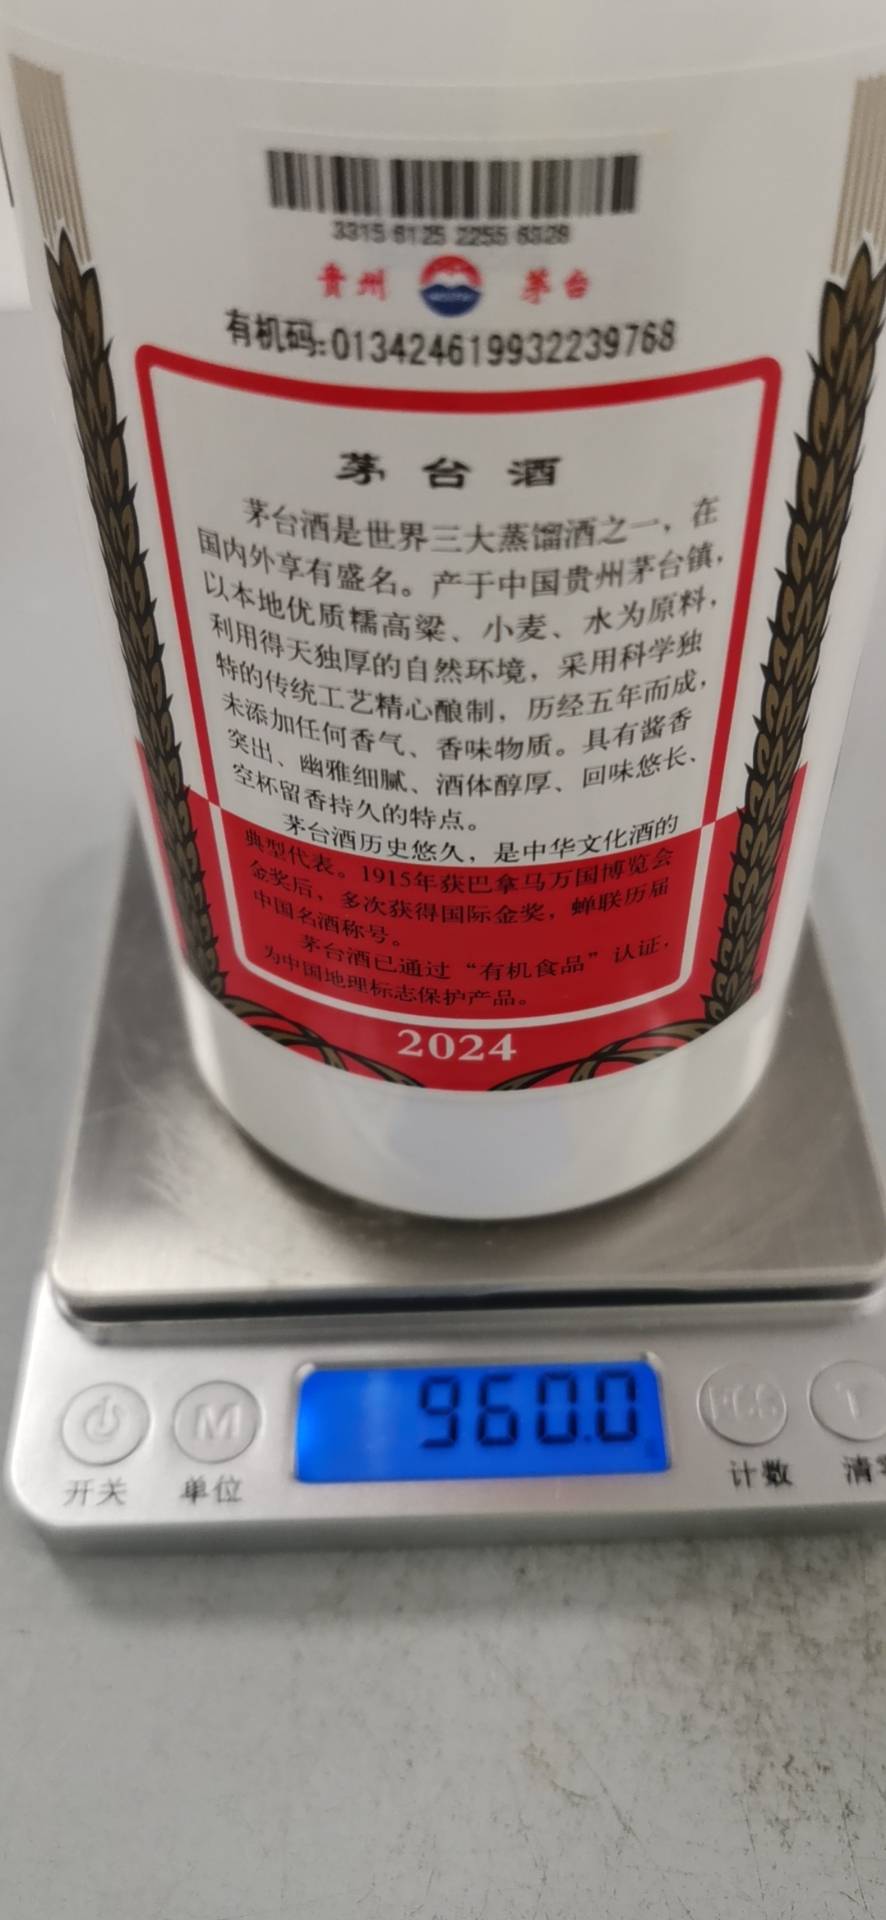 3315 6125 2255 6328
贵州 茅台
有机码:013424619932239768
茅台酒
茅台酒是世界三大蒸馏酒之一，在
国内外享有盛名。产于中国贵州茅台镇，
以本地优质糯高粱、小麦、水为原料，
利用得天独厚的自然环境，采用科学独
特的传统工艺精心酿制，历经五年而成，
未添加任何香气、香味物质。具有酱香
突出、幽雅细腻、酒体醇厚、回味悠长、
空杯留香持久的特点。
茅台酒历史悠久，是中华文化酒的
典型代表。1915年获巴拿马万国博览会
金奖后，多次获得国际金奖，蝉联历届
中国名酒称号。
茅台酒已通过“有机食品”认证，
为中国地理标志保护产品。
2024
960.0
M PCS T
开关 单位 计数 清